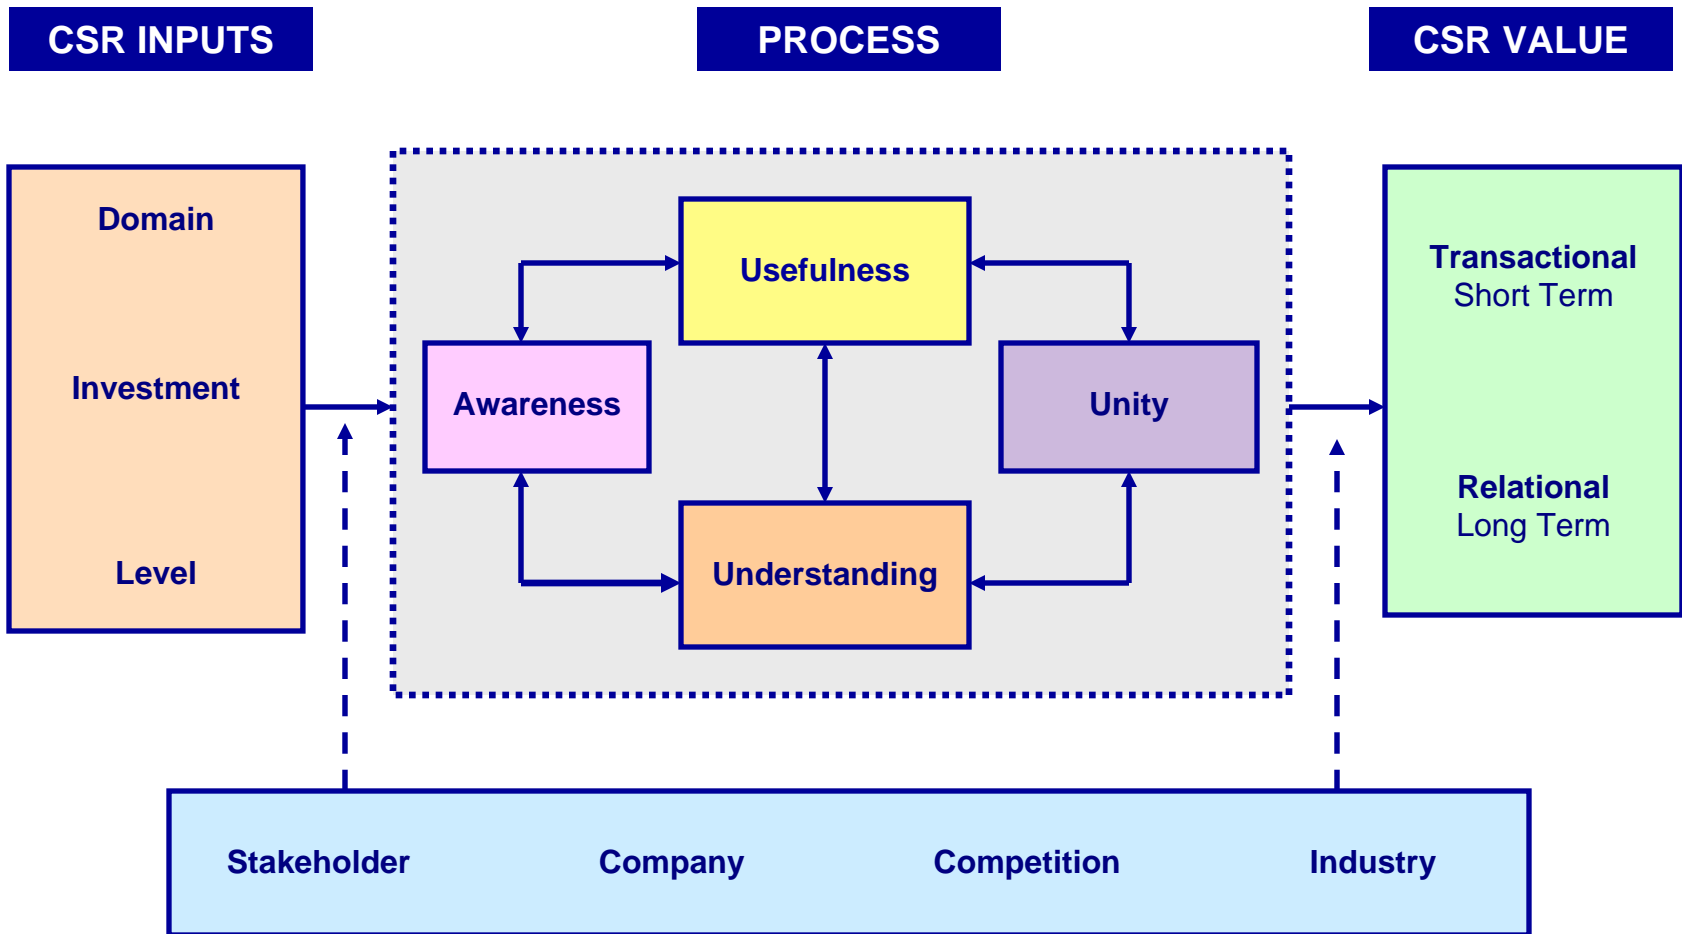 CSR INPUTS
PROCESS
CSR VALUE
Domain
Investment
Level
Usefulness
Awareness
Unity
Understanding
Transactional
Short Term
Relational
Long Term
Stakeholder
Company
Competition
Industry